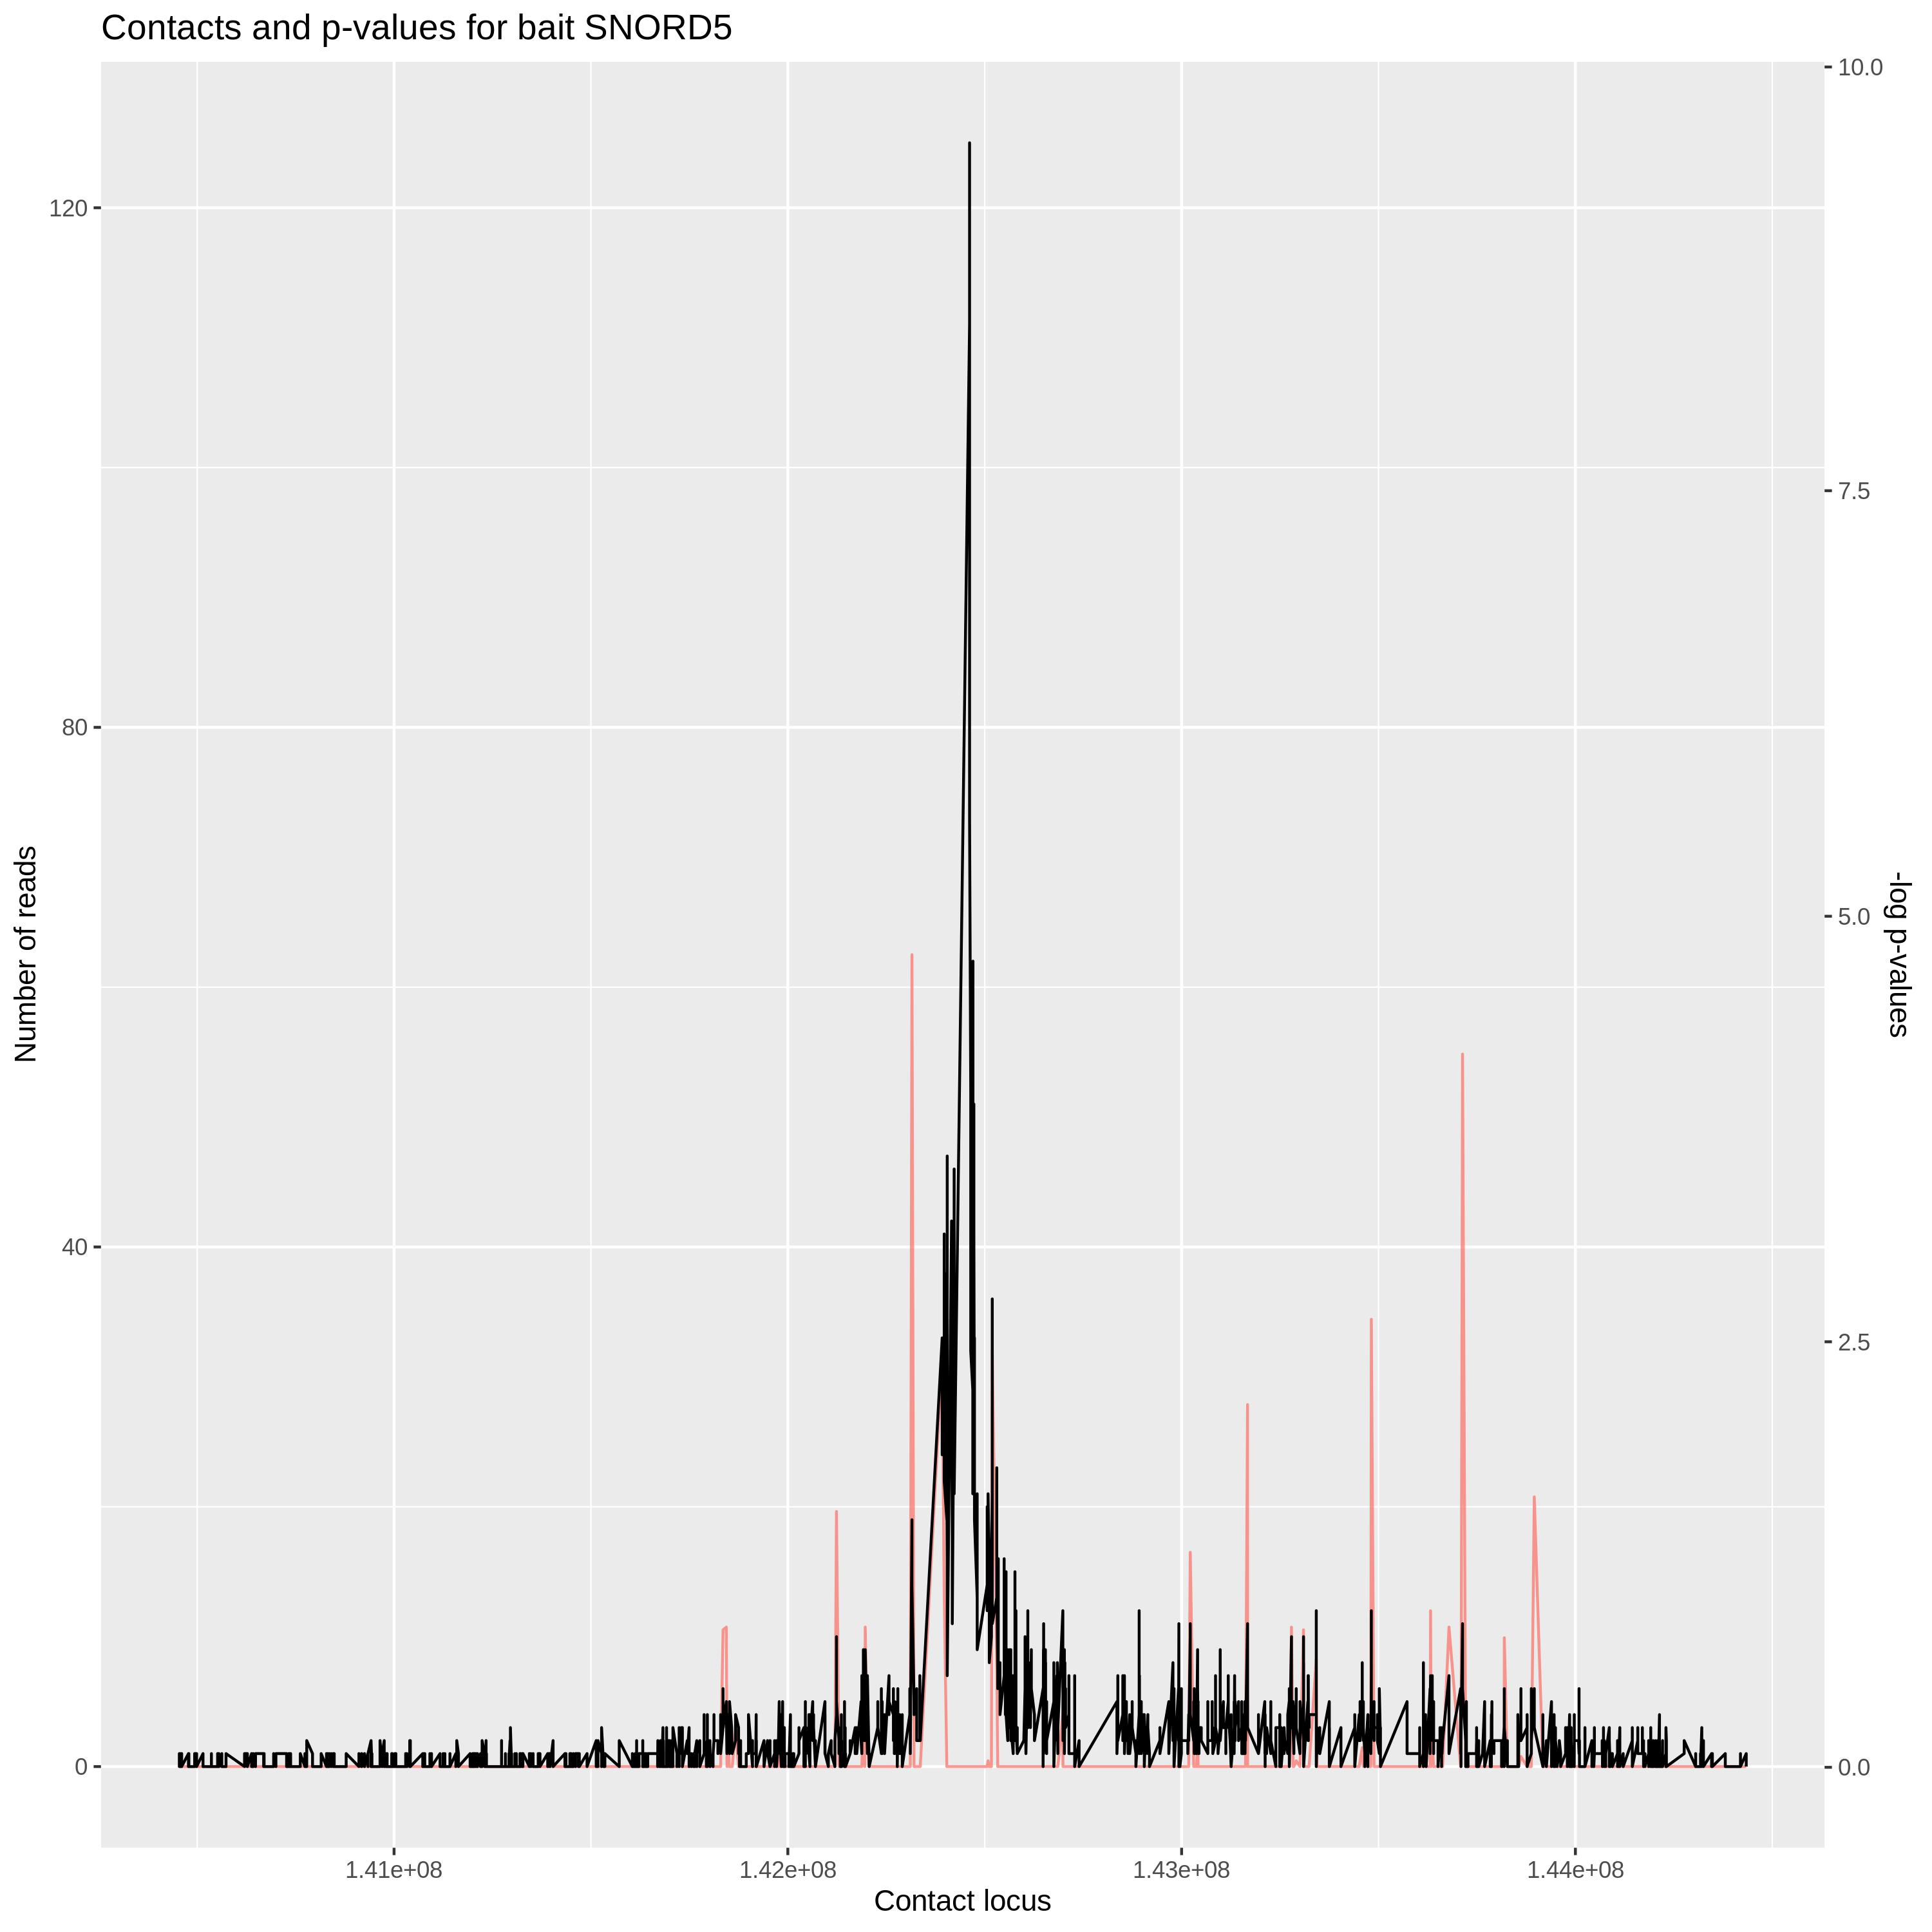 Contacts and p-values for bait SNORD5
10.0
120
7.5
80
Number of reads
-log p-values
5.0
40
2.5
0
0.0
1.41e+08
1.42e+08
1.43e+08
1.44e+08
Contact locus